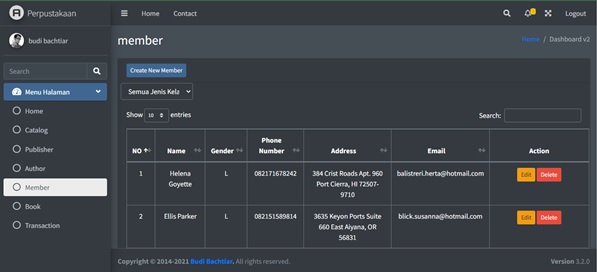 Perpustakaan
Home
Contact
Logout
budi bachtiar
member
Home / Dashboard v2
Search
Menu Halaman
Home
Catalog
Publisher
Author
Member
Book
Transaction
Create New Member
Semua Jenis Kela
Show 10 entries
Search:
NO
Name
Gender
Phone
Number
Address
Email
Action
1
Helena
Goyette
L
082171678242
384 Crist Roads Apt. 960
Port Cierra, HI 72507-
9710
balistreri.herta@hotmail.com
Edit
Delete
2
Ellis Parker
L
082151589814
3635 Keyon Ports Suite
660 East Aiyana, OR
56831
blick.susanna@hotmail.com
Edit
Delete
Copyright © 2014-2021 Budi Bachtiar. All rights reserved.
Version 3.2.0